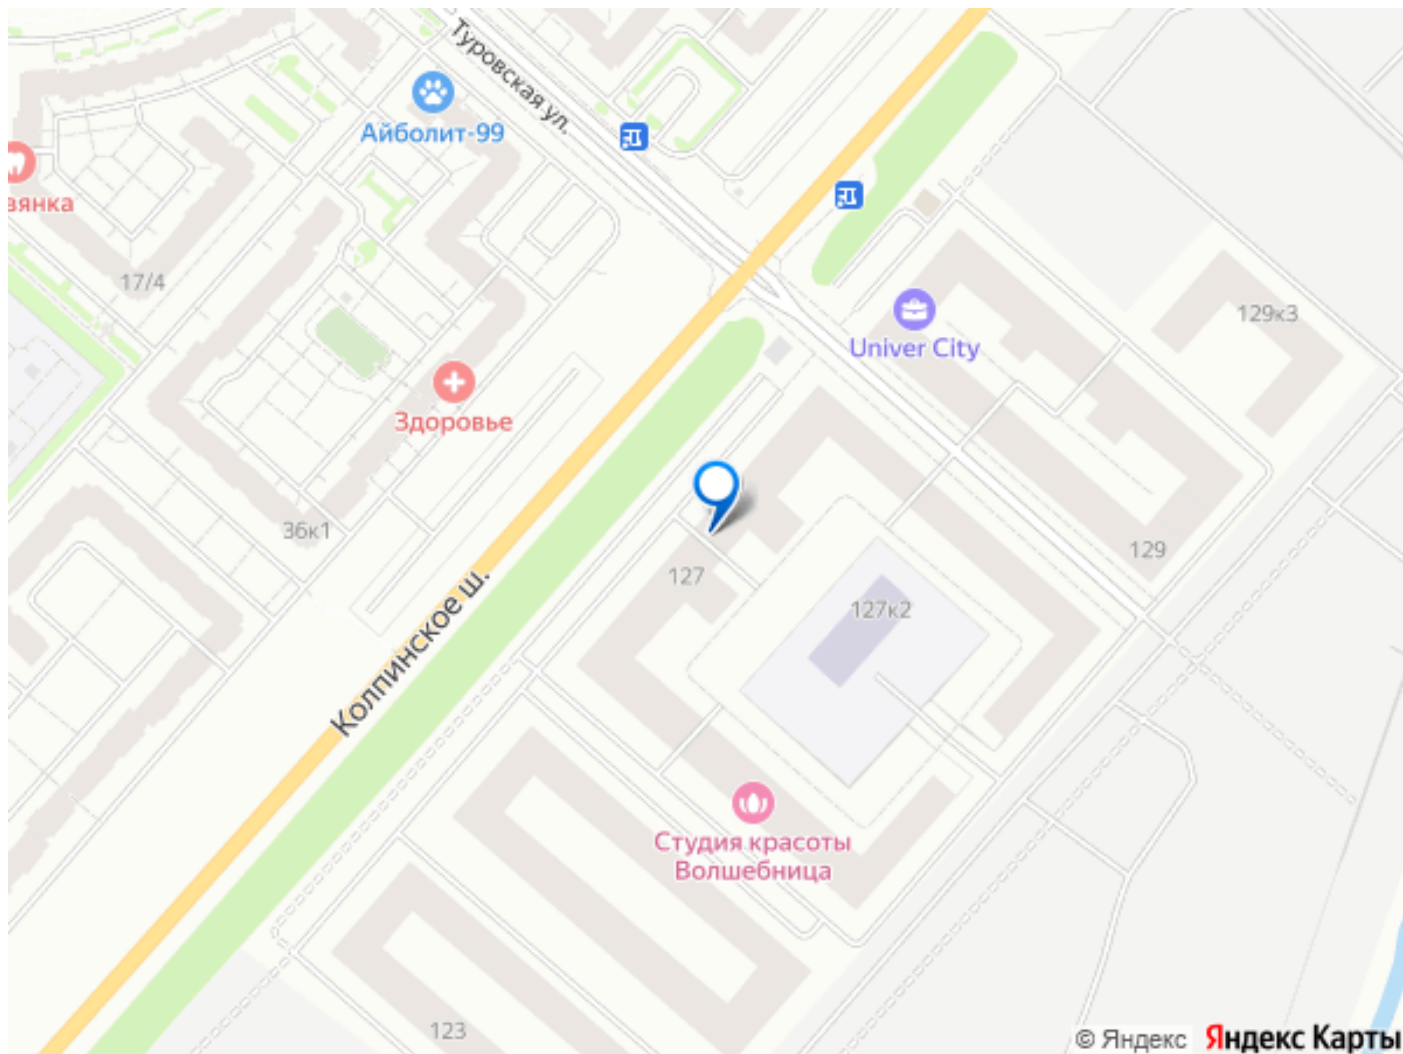 Туровская ул.
Айболит-99
зянка
17/4
129к3
Univer City
Здоровье
36к1
129
127
127к2
Колпинское ш.
Студия красоты
Волшебница
123
© Яндекс Яндекс Карты